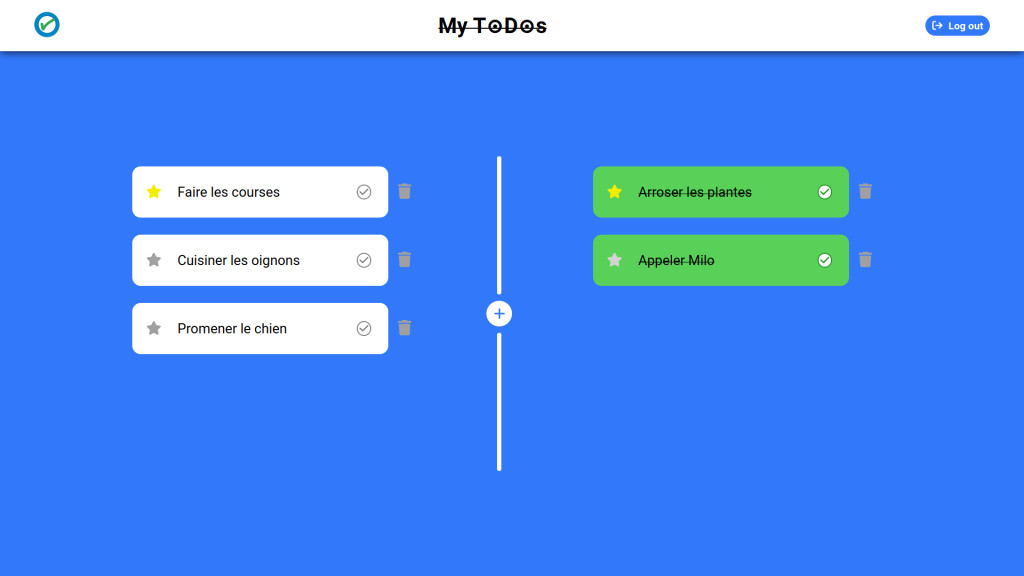 My ToDos
Log out
Faire les courses
Cuisiner les oignons
Promener le chien
Arroser les plantes
Appeler Milo